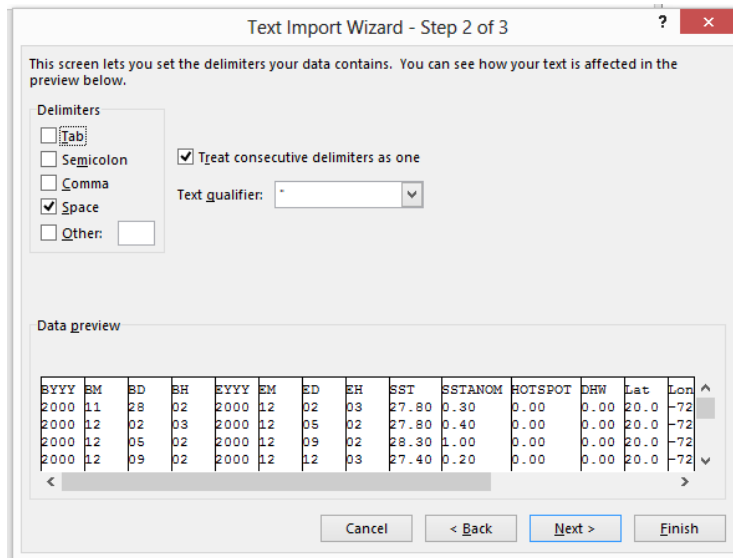 Text Import Wizard - Step 2 of 3
?
×
This screen lets you set the delimiters your data contains.  You can see how your text is affected in the
preview below.
Delimiters
Tab
Semicolon
Comma
Space
Other:
Treat consecutive delimiters as one
Text qualifier: "
Data preview
BYYY BM BD BH EYYY EM ED EH SST SSTANOM HOTSPOT DHW Lat Lon
2000 11 28 02 2000 12 02 03 27.80 0.30 0.00 0.00 20.0 -72
2000 12 02 03 2000 12 05 02 27.80 0.40 0.00 0.00 20.0 -72
2000 12 05 02 2000 12 09 02 28.30 1.00 0.00 0.00 20.0 -72
2000 12 09 02 2000 12 12 03 27.40 0.20 0.00 0.00 20.0 -72
Cancel
< Back
Next >
Finish